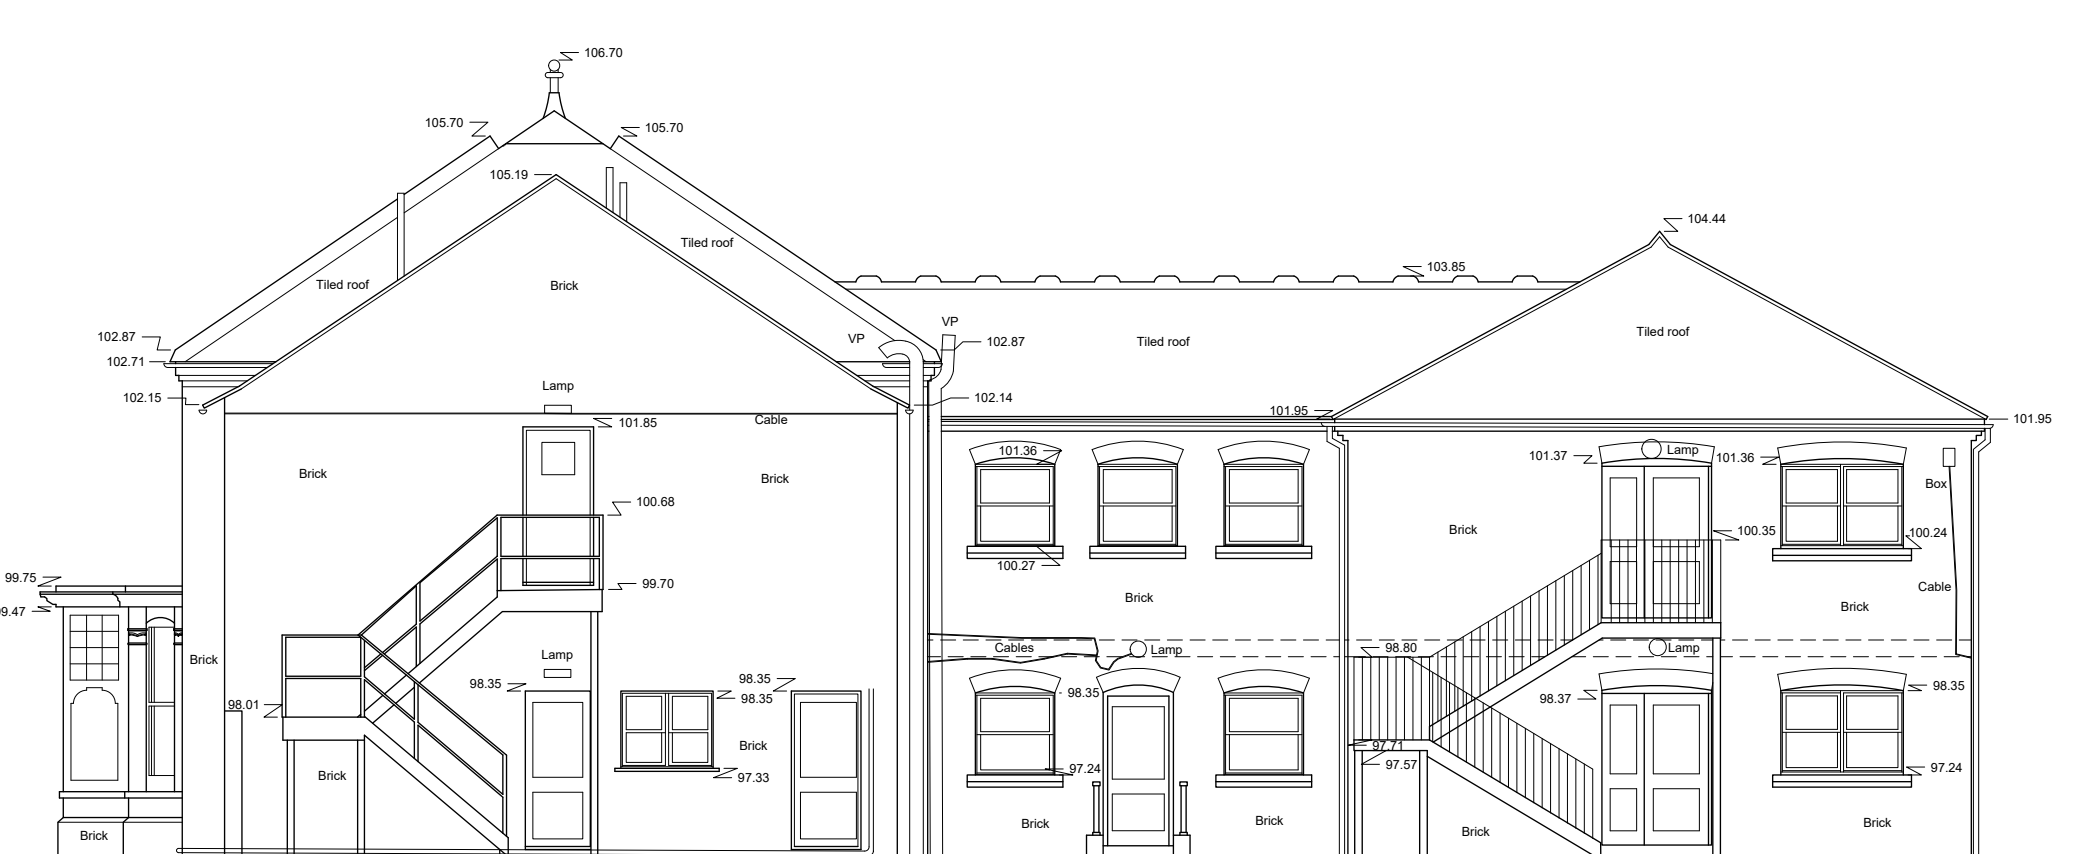 106.70
105.70
105.70
105.19
104.44
Tiled roof
103.85
Tiled roof
Brick
VP
Tiled roof
102.87
VP
102.87
Tiled roof
102.71
Lamp
102.15
102.14
101.95
101.95
101.85
Cable
101.36
101.37
Lamp
101.36
Brick
Brick
Box
100.68
Brick
100.35
100.24
100.27
99.75
99.70
Cable
99.47
Brick
Brick
Cables
Lamp
98.80
Lamp
Brick
Lamp
98.35
98.35
98.35
98.35
98.37
98.35
98.01
Brick
97.71
Brick
97.33
97.24
97.57
97.24
Brick
Brick
Brick
Brick
Brick